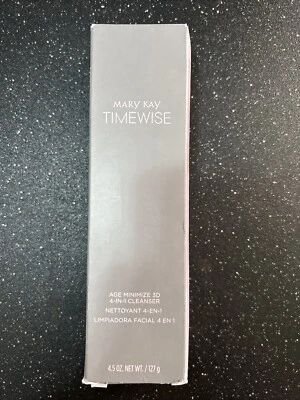 MARY KAY
TIMEWISE
AGE MINIMIZE 3D
4-IN-1 CLEANSER
NETTOYANT 4-EN-1
LIMPIADORA FACIAL 4 EN 1
4.5 OZ. NET WT. / 127 g